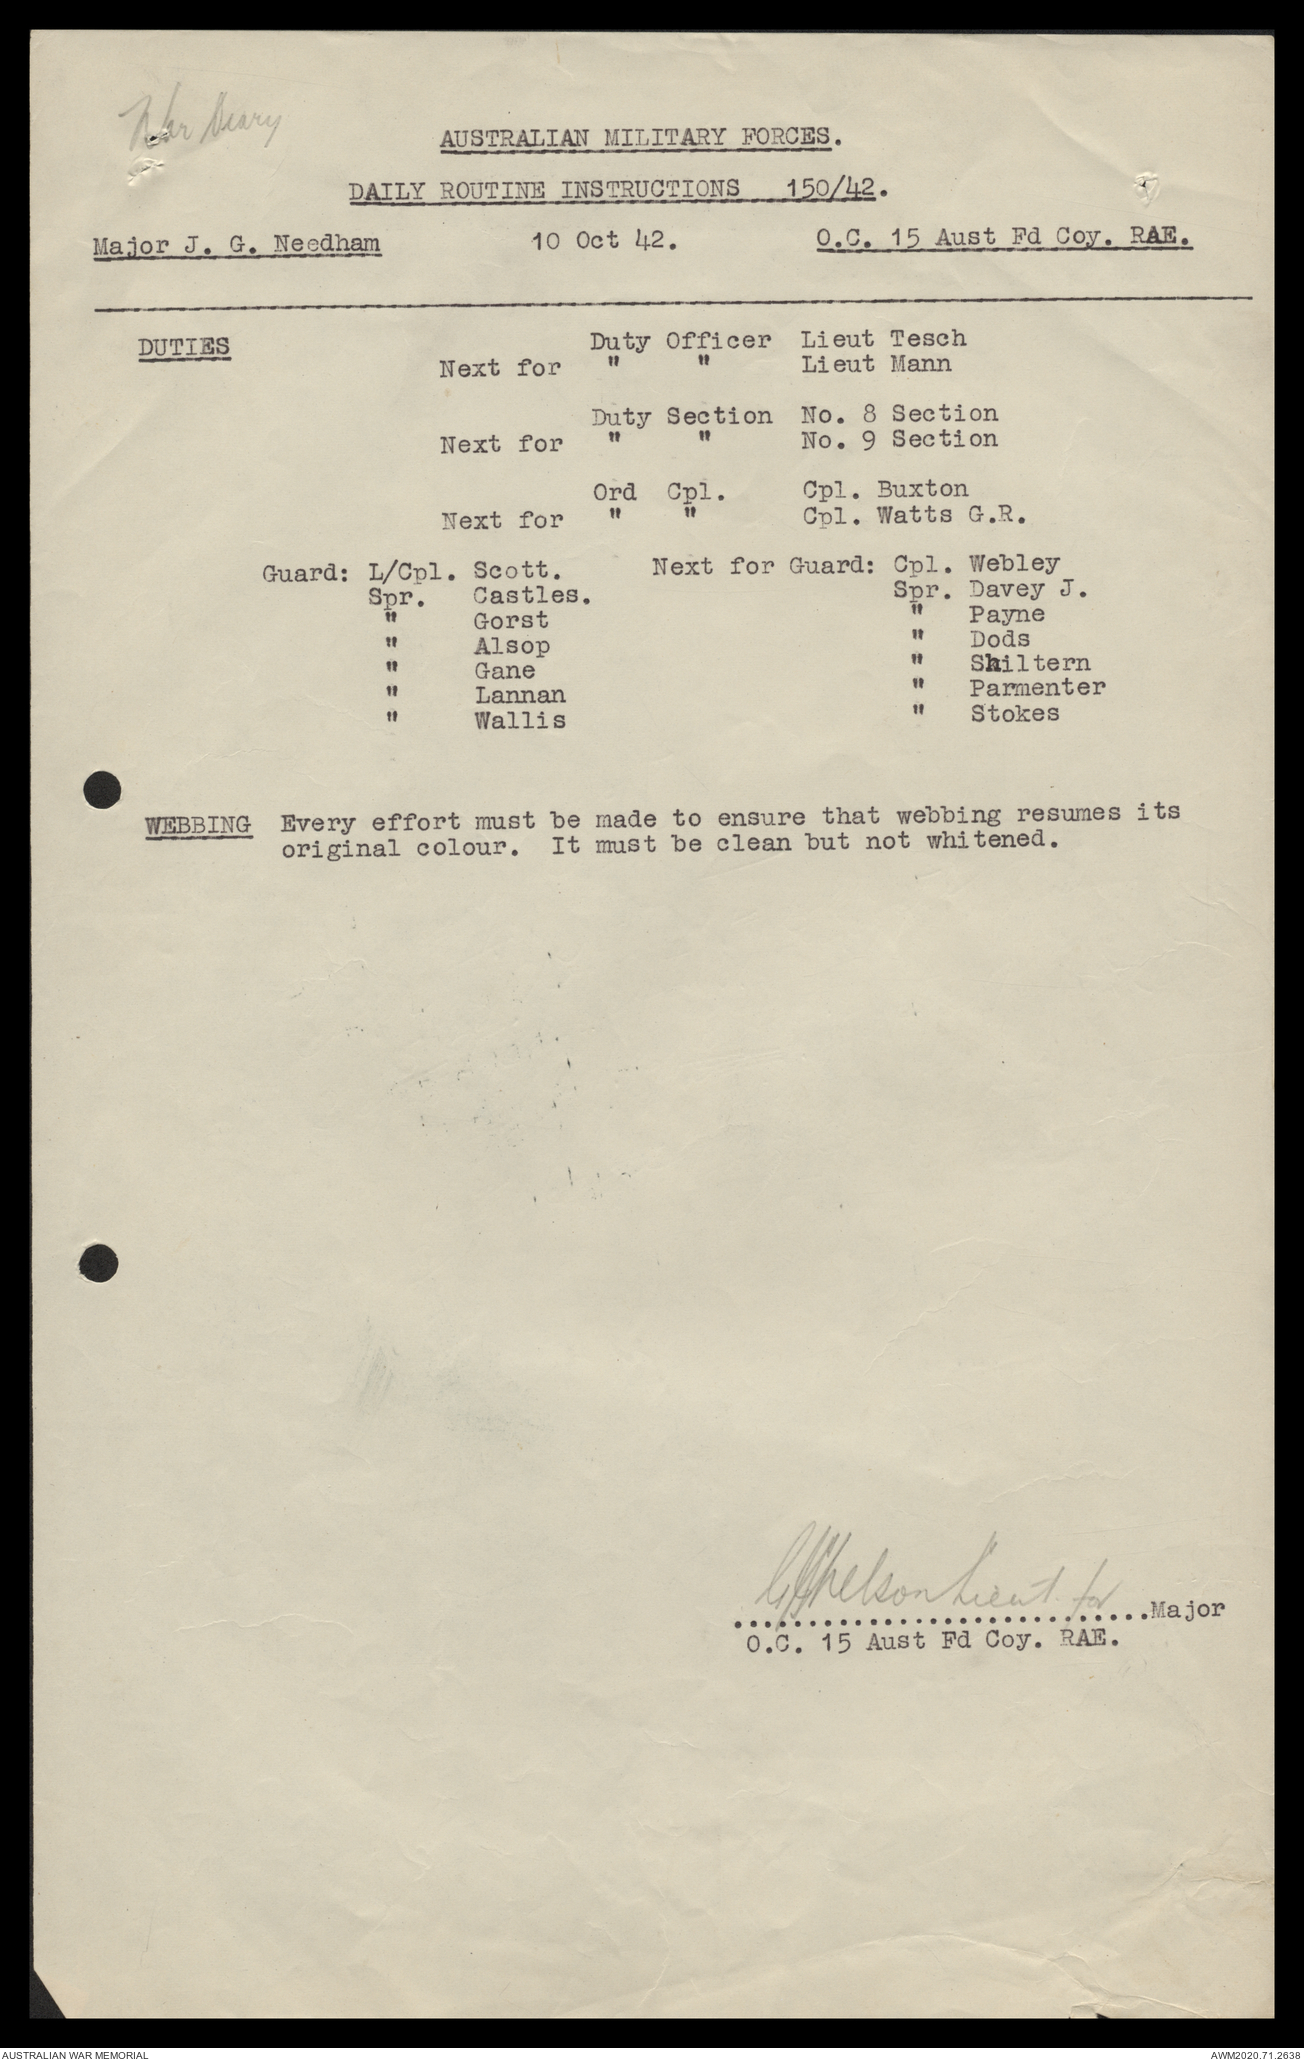 War Diary
AUSTRALIAN MILITARY FORCES.
DAILY ROUTINE INSTRUCTIONS 150/42.
Major J. G. Needham 10 Oct 42. O.C. 15 Aust Fd Coy. RAE.
DUTIES Duty Officer Lieut Tesch
Next for " " Lieut Mann
Duty Section No. 8 Section
Next for " " No. 9 Section
Ord Cpl. Cpl. Buxton
Next for " " Cpl. Watts G.R.
Guard: L/Cpl. Scott. Next for Guard: Cpl. Webley
Spr. Castles. Spr. Davey J.
" Gorst " Payne
" Alsop " Dods
" Gane " Shiltern
" Lannan " Parmenter
" Wallis " Stokes
WEBBING Every effort must be made to ensure that webbing resumes its
original colour. It must be clean but not whitened.
Lieut for
..............................Major
O.C. 15 Aust Fd Coy. RAE.
AUSTRALIAN WAR MEMORIAL AWM2020.71.2638